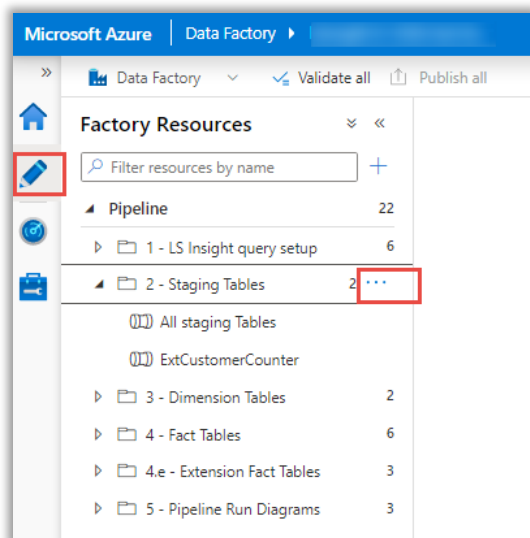 Microsoft Azure | Data Factory
Data Factory Validate all Publish all
Factory Resources
Filter resources by name
Pipeline 22
1 - LS Insight query setup 6
2 - Staging Tables 2 ...
All staging Tables
ExtCustomerCounter
3 - Dimension Tables 2
4 - Fact Tables 6
4.e - Extension Fact Tables 3
5 - Pipeline Run Diagrams 3